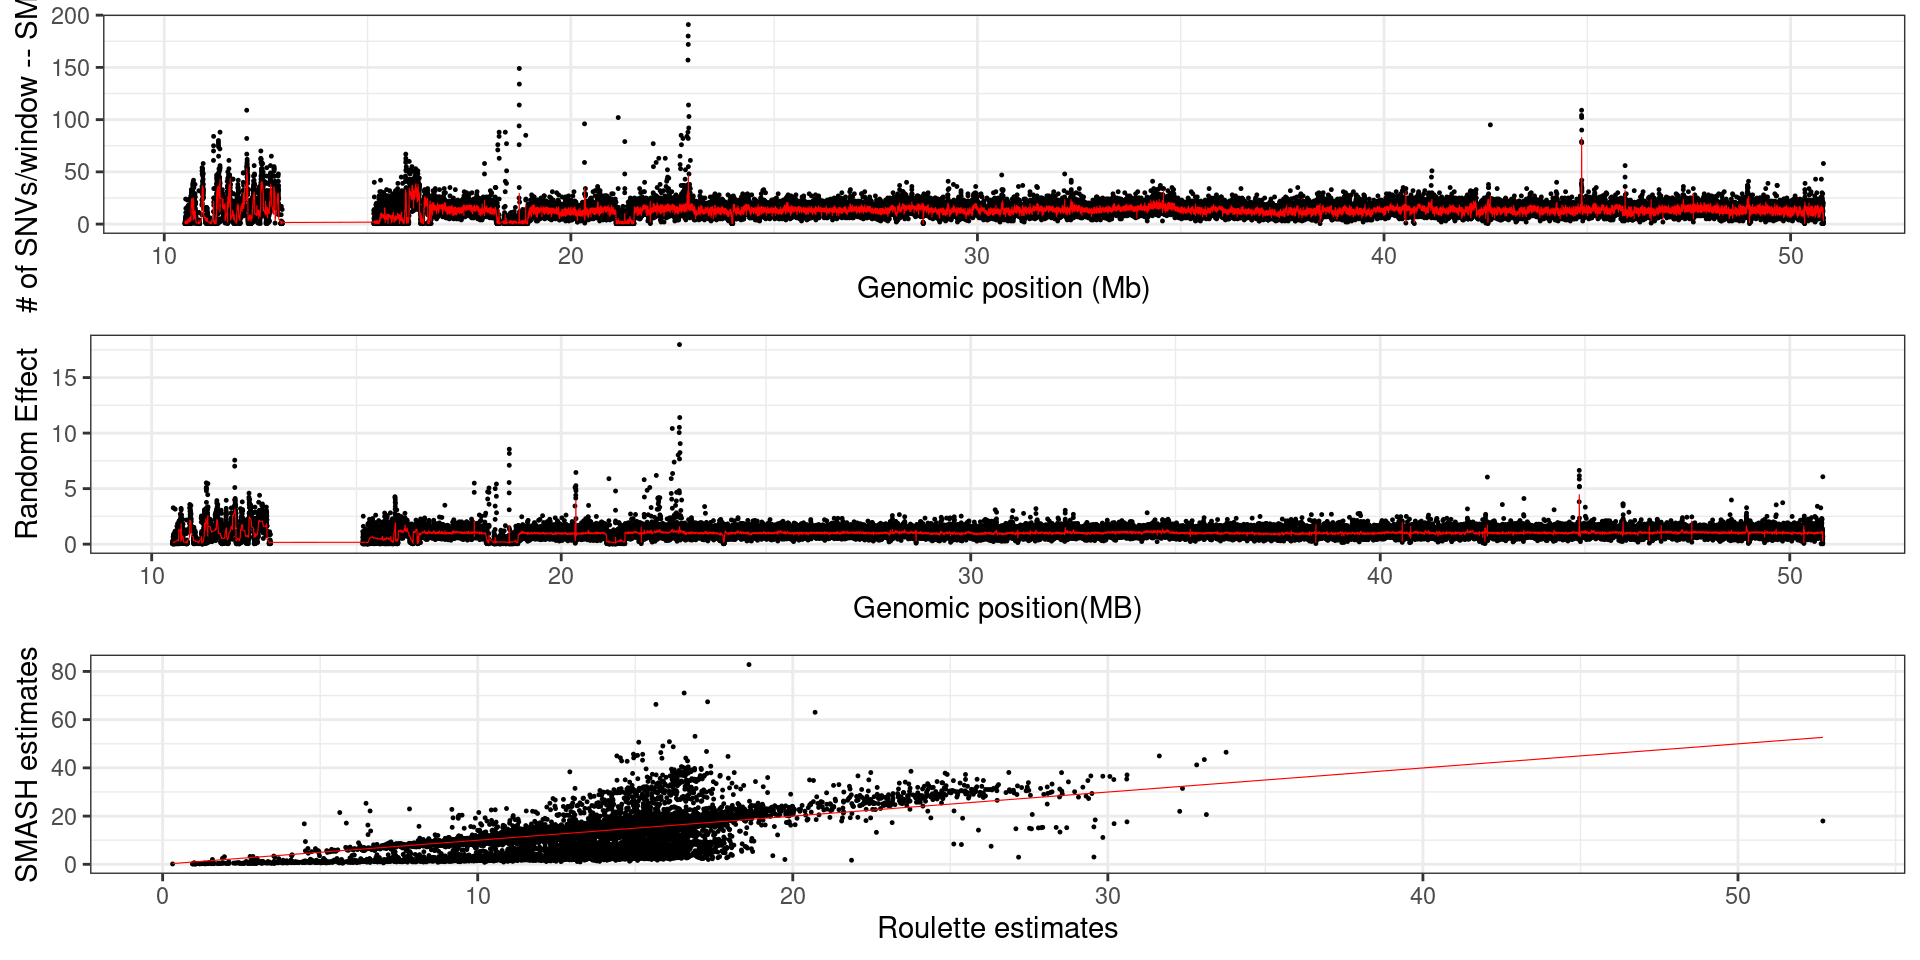 # of SNVs/window -- SM
200
150
100
50
0
10 20 30 40 50
Genomic position (Mb)
Random Effect
15
10
5
0
10 20 30 40 50
Genomic position(MB)
SMASH estimates
80
60
40
20
0
0 10 20 30 40 50
Roulette estimates